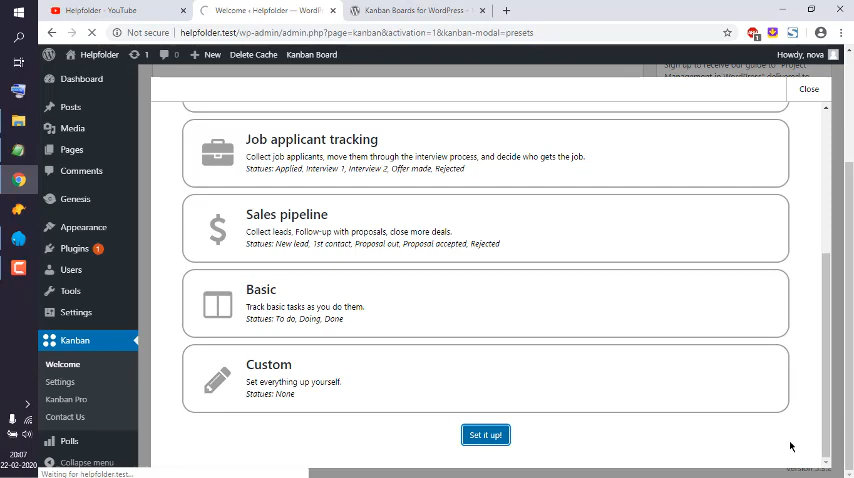 Helpfolder - YouTube
Welcome ‹ Helpfolder — WordPr
Kanban Boards for WordPress –
Not secure
helpfolder.test/wp-admin/admin.php?page=kanban&activation=1&kanban-modal=presets
Helpfolder
1
0
New
Delete Cache
Kanban Board
Howdy, nova
Sign up to receive our guide to "Project
Management in WordPress" delivered to
Close
Dashboard
Posts
Media
Pages
Comments
Genesis
Appearance
Plugins 1
Users
Tools
Settings
Kanban
Welcome
Settings
Kanban Pro
Contact Us
Polls
Collapse menu
Job applicant tracking
Collect job applicants, move them through the interview process, and decide who gets the job.
Statues: Applied, Interview 1, Interview 2, Offer made, Rejected
Sales pipeline
Collect leads, Follow-up with proposals, close more deals.
Statues: New lead, 1st contact, Proposal out, Proposal accepted, Rejected
Basic
Track basic tasks as you do them.
Statues: To do, Doing, Done
Custom
Set everything up yourself.
Statues: None
Set it up!
Waiting for helpfolder.test...
20:07
22-02-2020